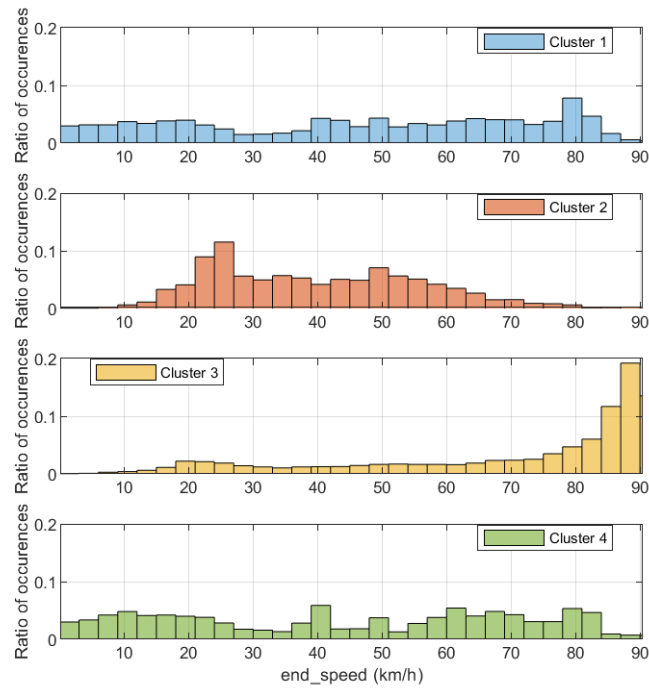 0.2
0.1
0
Ratio of occurences
Cluster 1
10 20 30 40 50 60 70 80 90
0.2
0.1
0
Ratio of occurences
Cluster 2
10 20 30 40 50 60 70 80 90
0.2
0.1
0
Ratio of occurences
Cluster 3
10 20 30 40 50 60 70 80 90
0.2
0.1
0
Ratio of occurences
Cluster 4
10 20 30 40 50 60 70 80 90
end_speed (km/h)